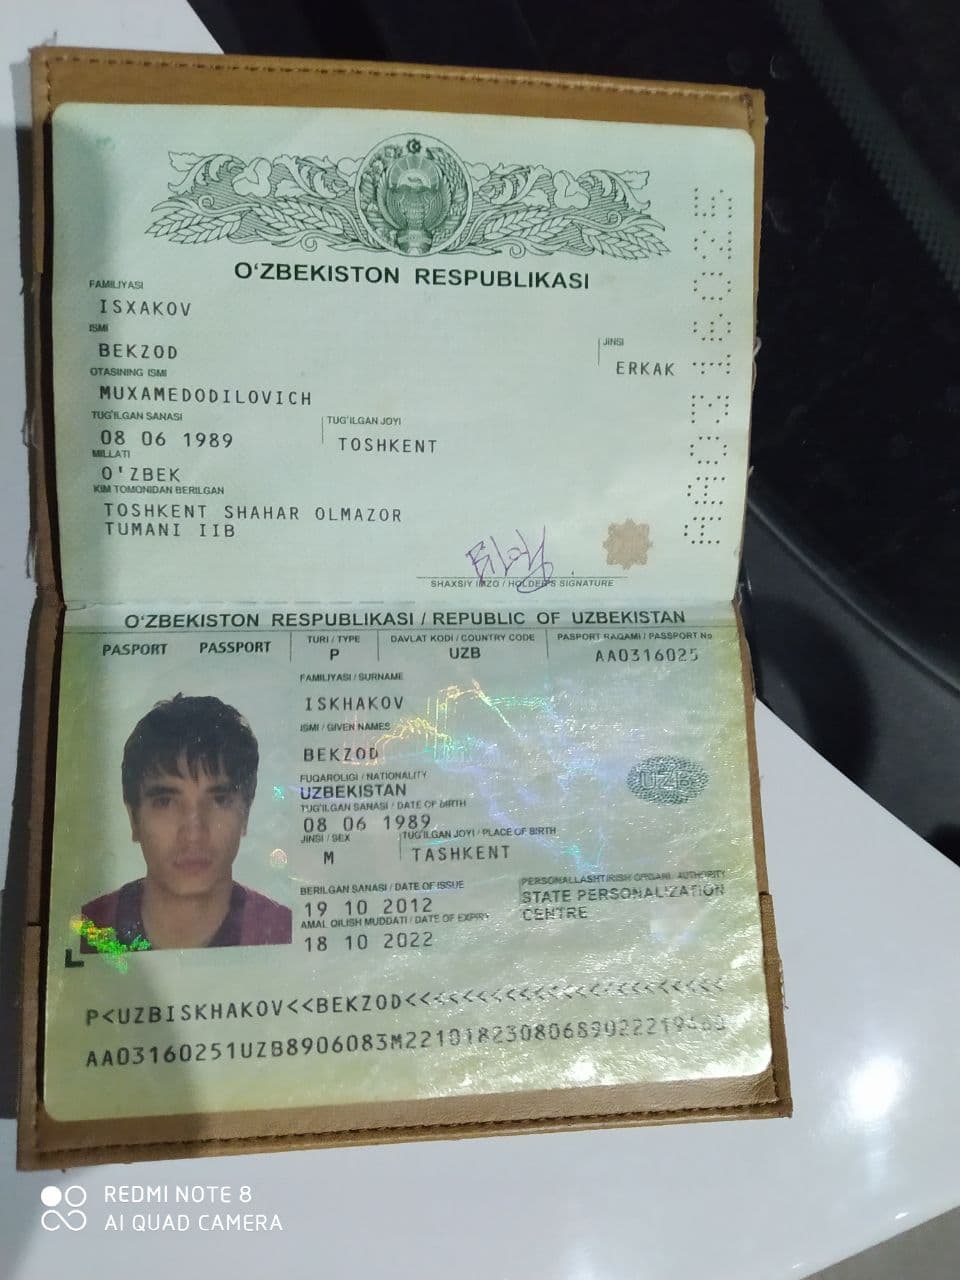 O'ZBEKISTON RESPUBLIKASI
FAMILIYASI
ISXAKOV
ISMI
BEKZOD
JINSI
ERKAK
OTASINING ISMI
MUXAMEDODILOVICH
TUG'ILGAN SANASI
TUG'ILGAN JOYI
08 06 1989
TOSHKENT
MILLATI
O'ZBEK
KIM TOMONIDAN BERILGAN
TOSHKENT SHAHAR OLMAZOR
TUMANI IIB
SHAXSIY IMZO / HOLDER'S SIGNATURE
AA0316025
O'ZBEKISTON RESPUBLIKASI / REPUBLIC OF UZBEKISTAN
PASPORT PASSPORT
TURI / TYPE
P
DAVLAT KODI / COUNTRY CODE
UZB
PASPORT RAQAMI / PASSPORT No
AA0316025
FAMILIYASI / SURNAME
ISKHAKOV
ISMI / GIVEN NAMES
BEKZOD
FUQAROLIGI / NATIONALITY
UZBEKISTAN
UZB
TUG'ILGAN SANASI / DATE OF BIRTH
08 06 1989
JINSI / SEX
M
TUG'ILGAN JOYI / PLACE OF BIRTH
TASHKENT
BERILGAN SANASI / DATE OF ISSUE
19 10 2012
PERSONALLASHTIRISH ORGANI / AUTHORITY
STATE PERSONALIZATION
CENTRE
AMAL QILISH MUDDATI / DATE OF EXPIRY
18 10 2022
P<UZBISKHAKOV<<BEKZOD<<<<<<<<<<<<<<<<<<<<<<<
AA03160251UZB8906083M2210182308068902221
REDMI NOTE 8
AI QUAD CAMERA